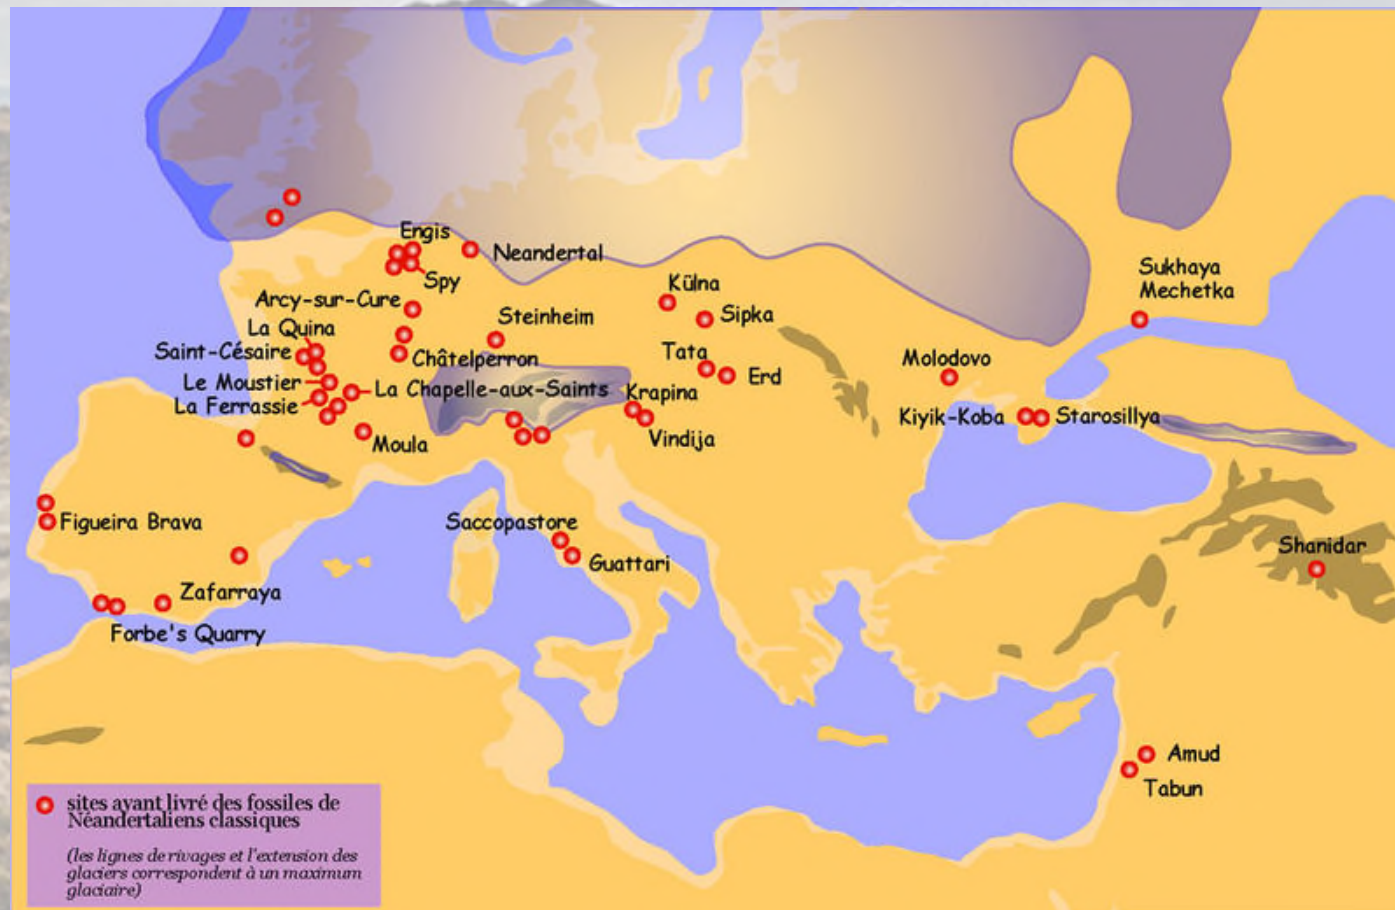 Engis
Neandertal
Spy
Külna
Sukhaya
Mechetka
Arcy-sur-Cure
Sipka
La Quina
Steinheim
Saint-Césaire
Châtelperron
Tata
Molodovo
Le Moustier
La Chapelle-aux-Saints
Erd
Krapina
La Ferrassie
Kiyik-Koba
Starosillya
Moula
Vindija
Figueira Brava
Saccopastore
Guattari
Shanidar
Zafarraya
Forbe's Quarry
Amud
Tabun
sites ayant livré des fossiles de
Néandertaliens classiques
(les lignes de rivages et l'extension des
glaciers correspondent à un maximum
glaciaire)